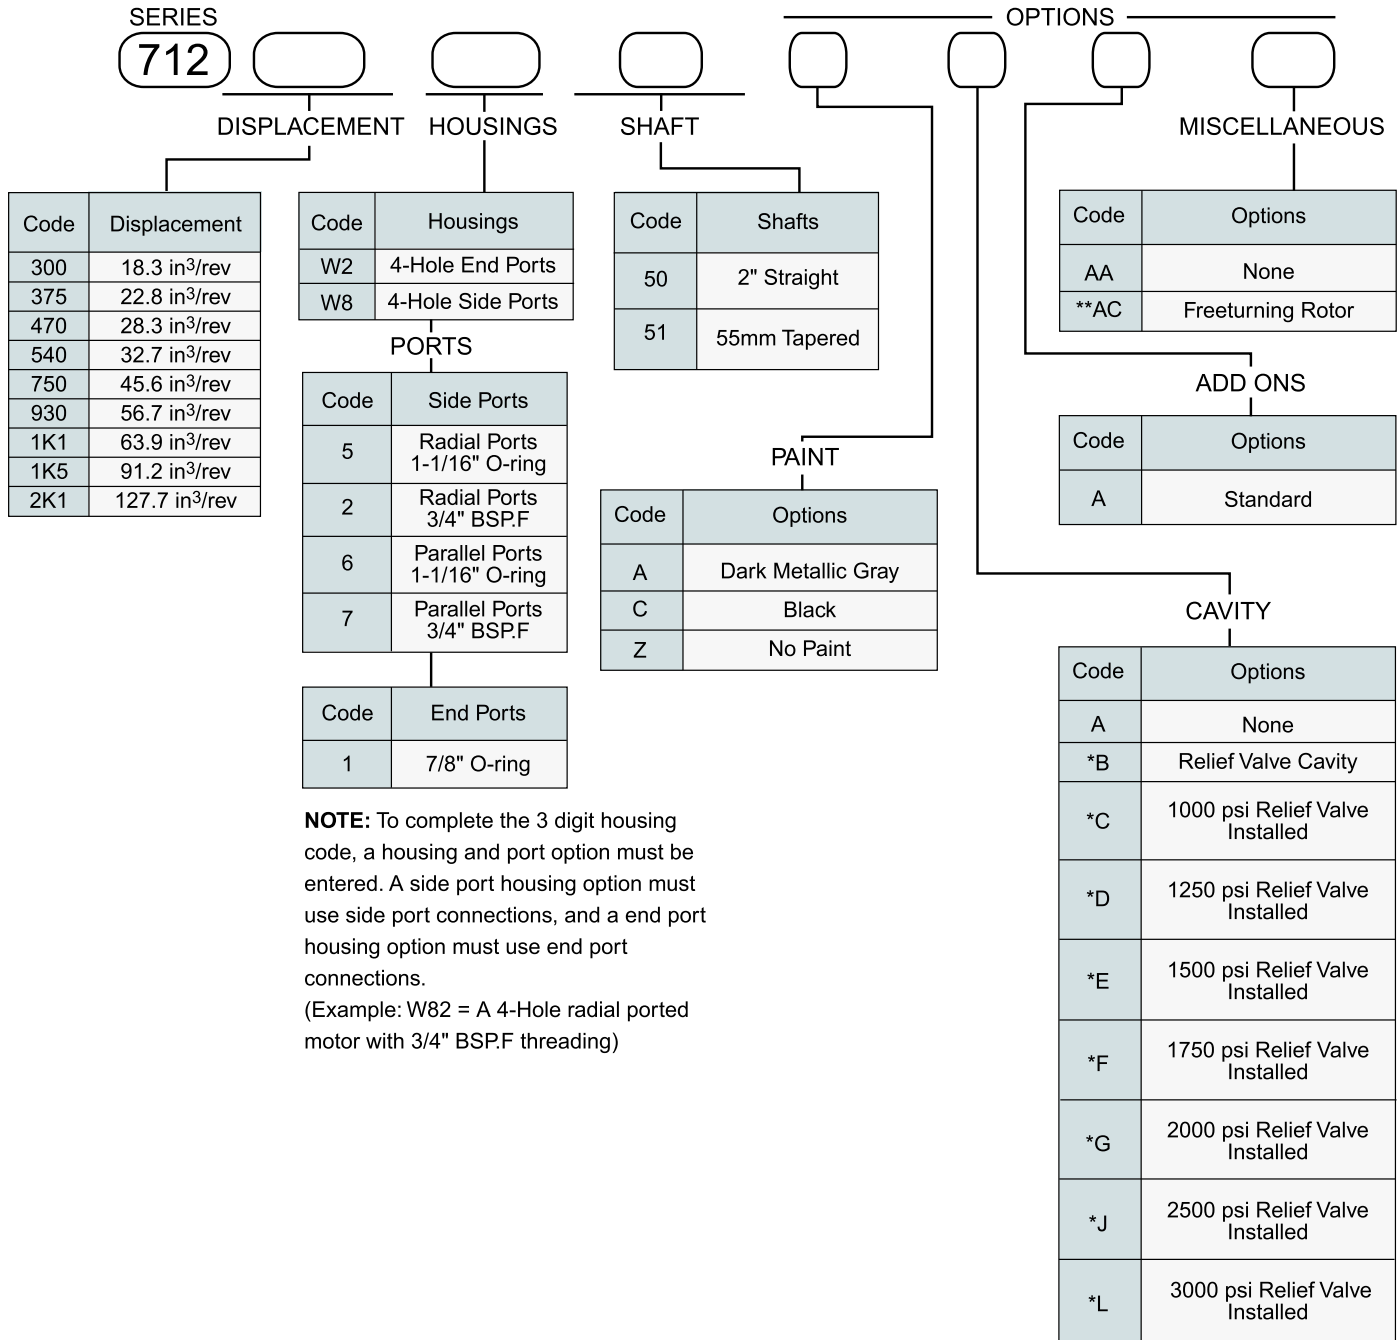 SERIES
OPTIONS
712
DISPLACEMENT
HOUSINGS
SHAFT
MISCELLANEOUS
Code Displacement
300 18.3 in³/rev
375 22.8 in³/rev
470 28.3 in³/rev
540 32.7 in³/rev
750 45.6 in³/rev
930 56.7 in³/rev
1K1 63.9 in³/rev
1K5 91.2 in³/rev
2K1 127.7 in³/rev
Code Housings
W2 4-Hole End Ports
W8 4-Hole Side Ports
PORTS
Code Side Ports
5 Radial Ports
1-1/16" O-ring
2 Radial Ports
3/4" BSP.F
6 Parallel Ports
1-1/16" O-ring
7 Parallel Ports
3/4" BSP.F
Code End Ports
1 7/8" O-ring
NOTE: To complete the 3 digit housing
code, a housing and port option must be
entered. A side port housing option must
use side port connections, and a end port
housing option must use end port
connections.
(Example: W82 = A 4-Hole radial ported
motor with 3/4" BSP.F threading)
Code Shafts
50 2" Straight
51 55mm Tapered
PAINT
Code Options
A Dark Metallic Gray
C Black
Z No Paint
Code Options
AA None
**AC Freeturning Rotor
ADD ONS
Code Options
A Standard
CAVITY
Code Options
A None
*B Relief Valve Cavity
*C 1000 psi Relief Valve
Installed
*D 1250 psi Relief Valve
Installed
*E 1500 psi Relief Valve
Installed
*F 1750 psi Relief Valve
Installed
*G 2000 psi Relief Valve
Installed
*J 2500 psi Relief Valve
Installed
*L 3000 psi Relief Valve
Installed